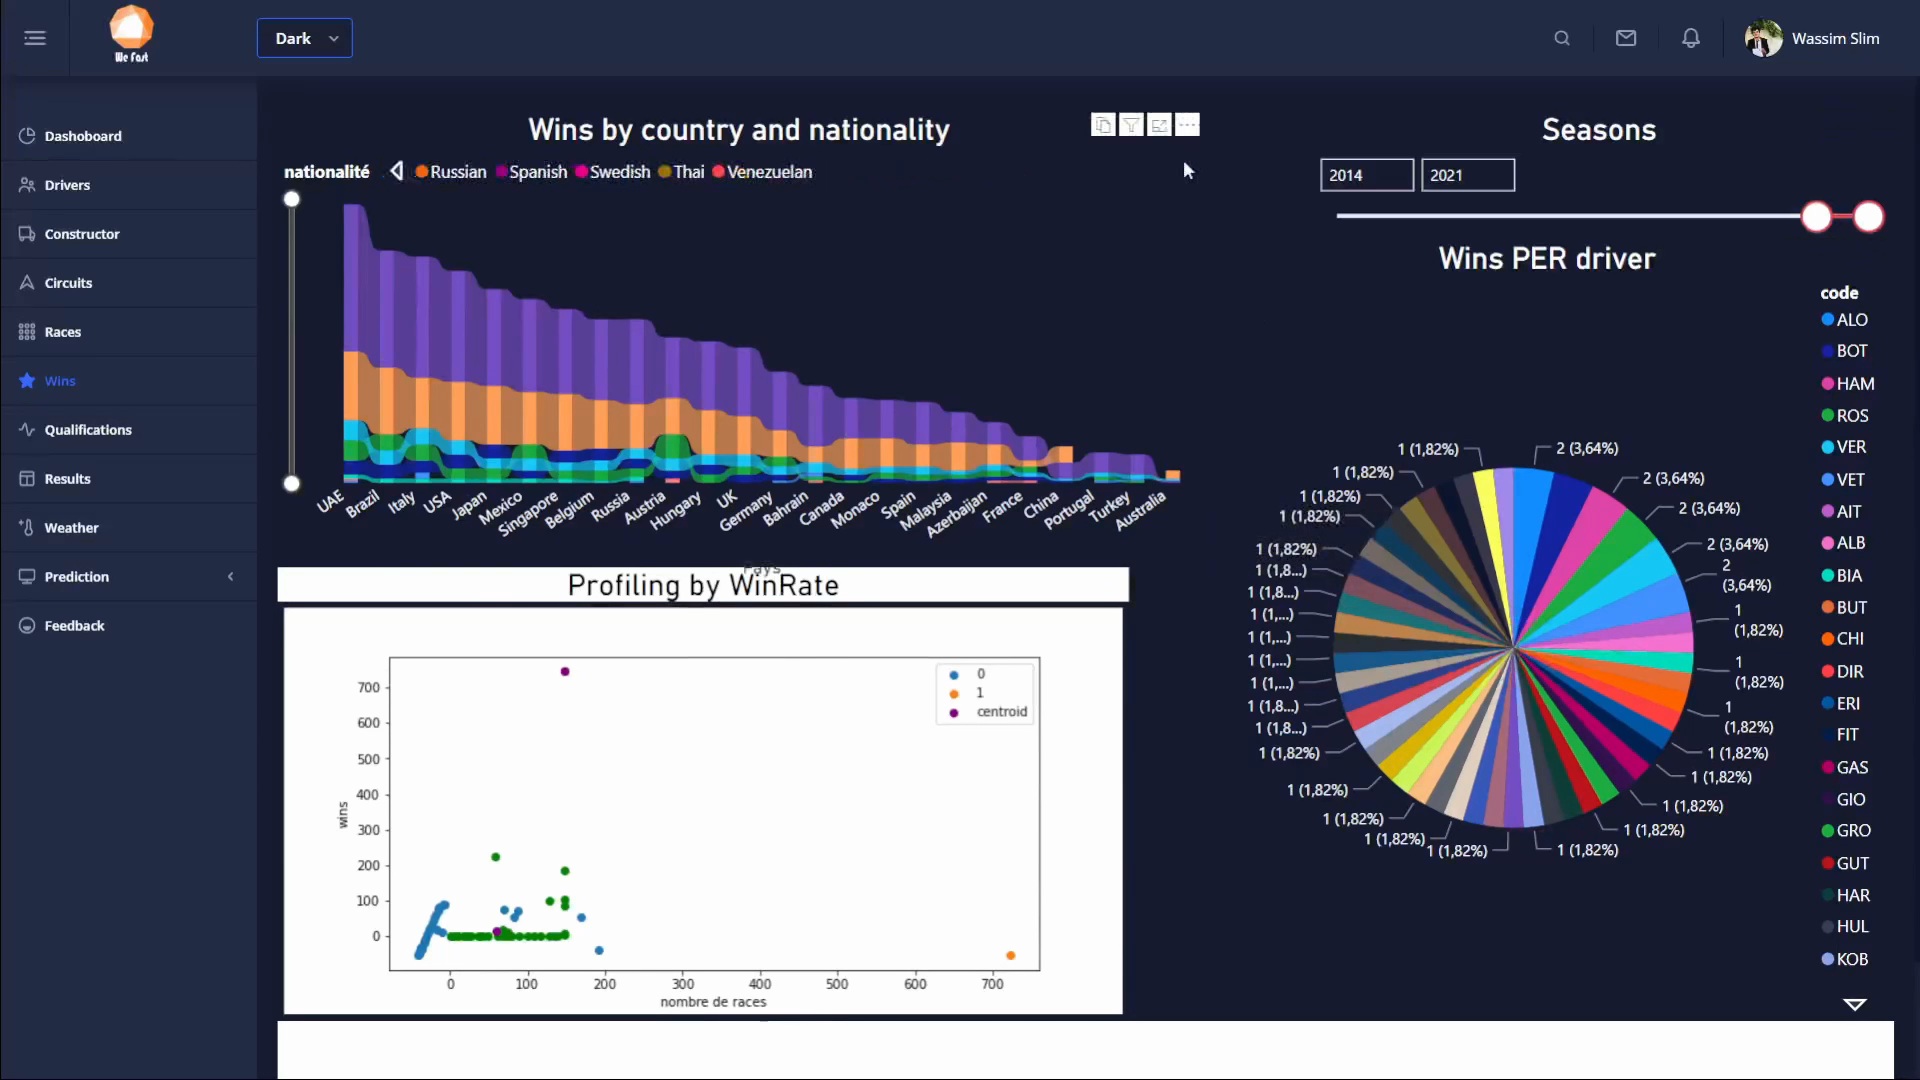 We Fast
Dark
Wassim Slim
Dashoboard
Drivers
Constructor
Circuits
Races
Wins
Qualifications
Results
Weather
Prediction
Feedback
Wins by country and nationality
nationalité
Russian Spanish Swedish Thai Venezuelan
UAE
Brazil
Italy
USA
Japan
Mexico
Singapore
Belgium
Russia
Austria
Hungary
UK
Germany
Bahrain
Canada
Monaco
Spain
Malaysia
Azerbaijan
France
China
Portugal
Turkey
Australia
Pays
Profiling by WinRate
0
1
centroid
700
600
500
400
300
200
100
0
wins
0 100 200 300 400 500 600 700
nombre de races
Seasons
2014 2021
Wins PER driver
2 (3,64%)
2 (3,64%)
2 (3,64%)
2 (3,64%)
2
(3,64%)
1
(1,82%)
1
(1,82%)
1
(1,82%)
1 (1,82%)
1 (1,82%)
1 (1,82%)
1 (1,82%)
1 (1,82%)
1 (1,82%)
1 (1,82%)
1 (1,82%)
1 (1,82%)
1 (1,82%)
1 (1,8...)
1 (1,8...)
1 (1,...)
1 (1,...)
1 (1,...)
1 (1,...)
1 (1,8...)
1 (1,8...)
1 (1,82%)
1 (1,82%)
1 (1,82%)
1 (1,82%)
1 (1,82%)
code
ALO
BOT
HAM
ROS
VER
VET
AIT
ALB
BIA
BUT
CHI
DIR
ERI
FIT
GAS
GIO
GRO
GUT
HAR
HUL
KOB